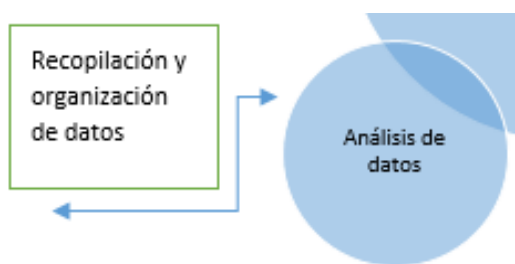 Recopilación y
organización
de datos
Análisis de
datos